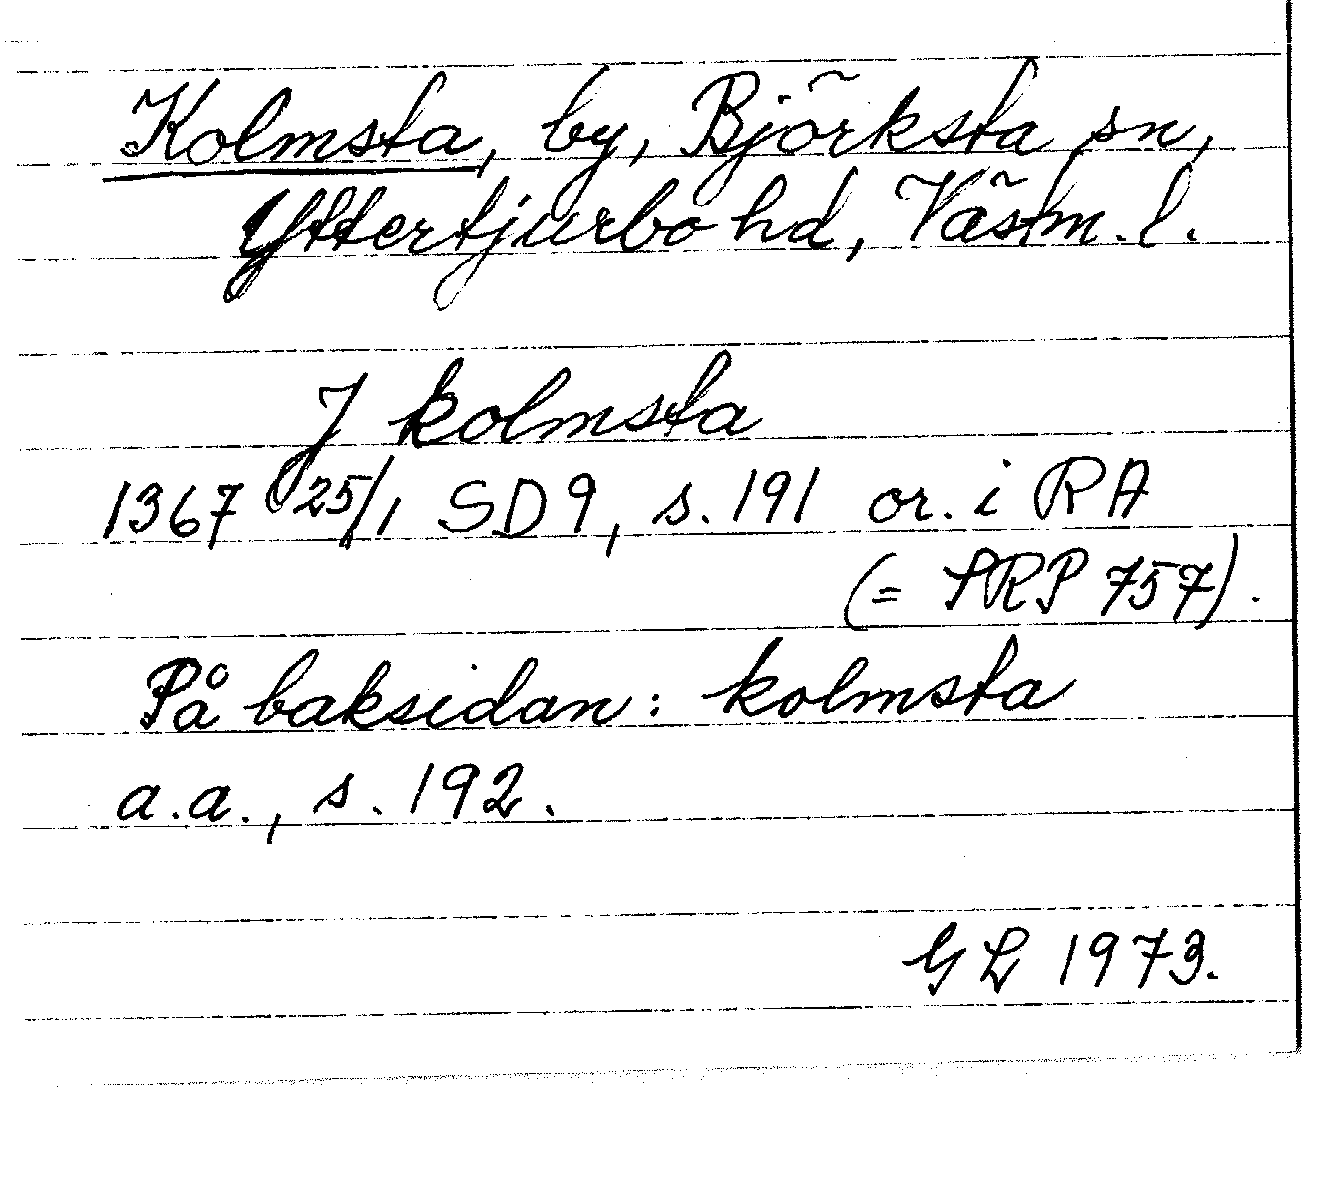 Kolmsta, by, Björksta sn,
Yttertjurbo hd, Västm. l.
J kolmsta
1367 25/1 SD 9, s. 191 or. i RA
(= SRP 757).
På baksidan: kolmsta
a.a., s. 192.
GL 1973.